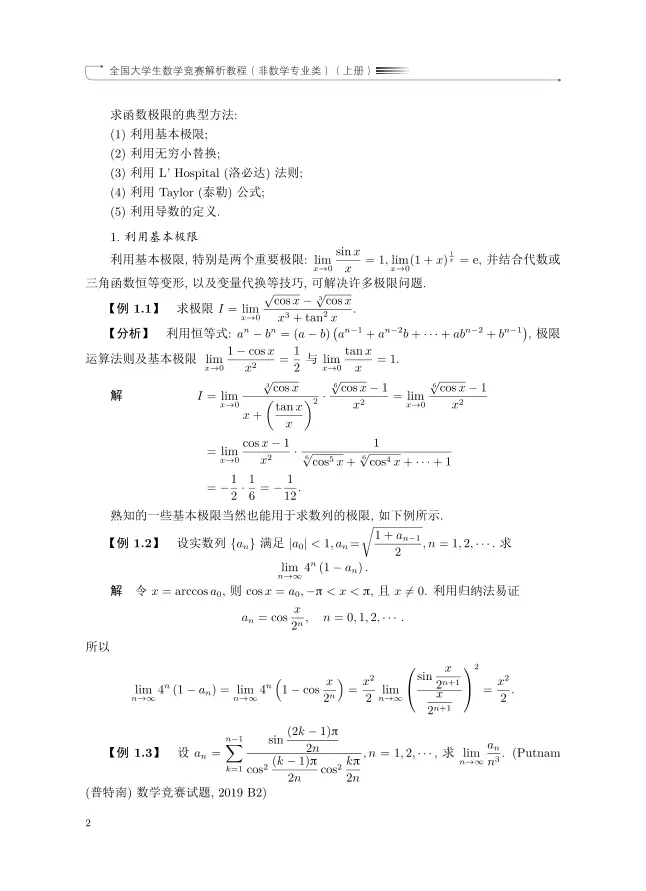 全国大学生数学竞赛解析教程（非数学专业类）（上册）
求函数极限的典型方法:
(1) 利用基本极限;
(2) 利用无穷小替换;
(3) 利用 L' Hospital (洛必达) 法则;
(4) 利用 Taylor (泰勒) 公式;
(5) 利用导数的定义.
1. 利用基本极限
利用基本极限, 特别是两个重要极限: $\lim_{x\to 0}\frac{\sin x}{x}=1, \lim_{x\to 0}(1+x)^{\frac{1}{x}}=\mathrm{e}$, 并结合代数或
三角函数恒等变形, 以及变量代换等技巧, 可解决许多极限问题.
【例 1.1】 求极限 $I=\lim_{x\to 0}\frac{\sqrt{\cos x}-\sqrt[3]{\cos x}}{x^3+\tan^2 x}$.
【分析】 利用恒等式: $a^n-b^n=(a-b)\left(a^{n-1}+a^{n-2}b+\cdots+ab^{n-2}+b^{n-1}\right)$, 极限
运算法则及基本极限 $\lim_{x\to 0}\frac{1-\cos x}{x^2}=\frac{1}{2}$ 与 $\lim_{x\to 0}\frac{\tan x}{x}=1$.
解 $I=\lim_{x\to 0}\frac{\sqrt[3]{\cos x}}{x+\left(\frac{\tan x}{x}\right)^2}\cdot\frac{\sqrt[6]{\cos x}-1}{x^2}=\lim_{x\to 0}\frac{\sqrt[6]{\cos x}-1}{x^2}$
$=\lim_{x\to 0}\frac{\cos x-1}{x^2}\cdot\frac{1}{\sqrt[6]{\cos^5 x}+\sqrt[6]{\cos^4 x}+\cdots+1}$
$=-\frac{1}{2}\cdot\frac{1}{6}=-\frac{1}{12}.$
熟知的一些基本极限当然也能用于求数列的极限, 如下例所示.
【例 1.2】 设实数列 $\{a_n\}$ 满足 $|a_0|<1, a_n=\sqrt{\frac{1+a_{n-1}}{2}}, n=1,2,\cdots$. 求
$\lim_{n\to\infty}4^n(1-a_n).$
解 令 $x=\arccos a_0$, 则 $\cos x=a_0, -\pi<x<\pi$, 且 $x\neq 0$. 利用归纳法易证
$a_n=\cos\frac{x}{2^n},\quad n=0,1,2,\cdots.$
所以
$\lim_{n\to\infty}4^n(1-a_n)=\lim_{n\to\infty}4^n\left(1-\cos\frac{x}{2^n}\right)=\frac{x^2}{2}\lim_{n\to\infty}\left(\frac{\sin\frac{x}{2^{n+1}}}{\frac{x}{2^{n+1}}}\right)^2=\frac{x^2}{2}.$
【例 1.3】 设 $a_n=\sum_{k=1}^{n-1}\frac{\sin\frac{(2k-1)\pi}{2n}}{\cos^2\frac{(k-1)\pi}{2n}\cos^2\frac{k\pi}{2n}}, n=1,2,\cdots$, 求 $\lim_{n\to\infty}\frac{a_n}{n^3}$. (Putnam
(普特南) 数学竞赛试题, 2019 B2)
2